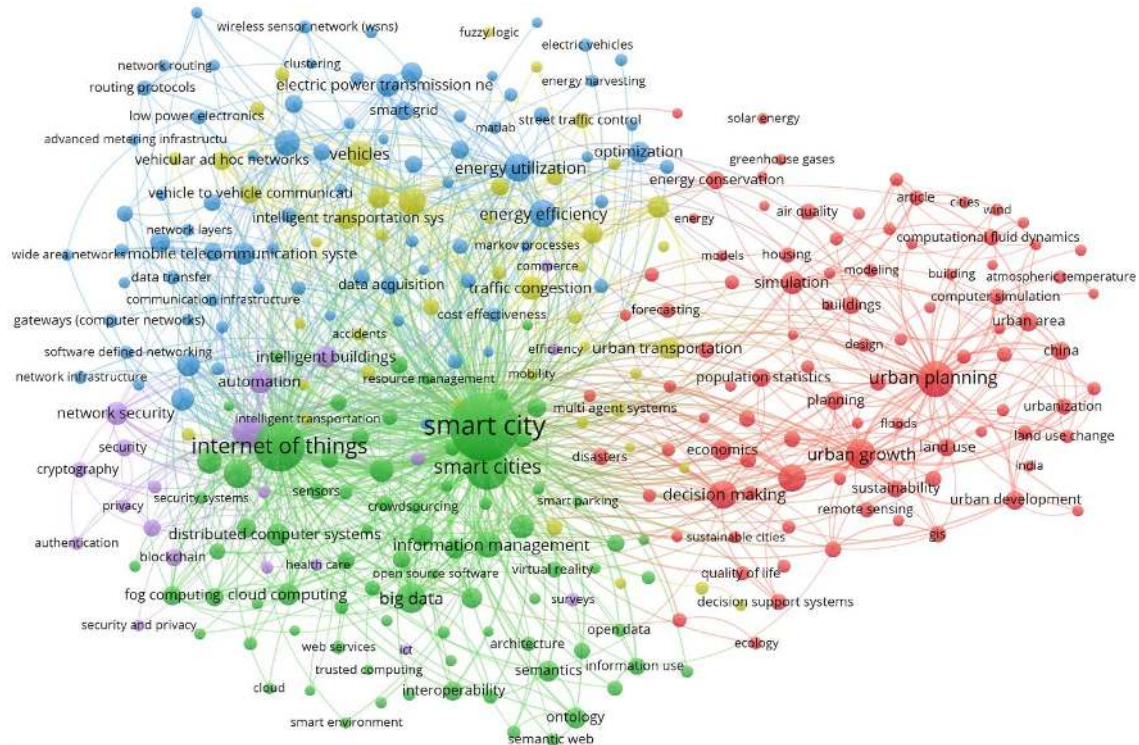 wireless sensor network (wsns)
fuzzy logic
electric vehicles
network routing
clustering
routing protocols
electric power transmission ne
energy harvesting
low power electronics
smart grid
matlab
street traffic control
solar energy
advanced metering infrastructu
vehicular ad hoc networks
vehicles
optimization
greenhouse gases
energy utilization
energy conservation
vehicle to vehicle communicati
article
cities
wind
intelligent transportation sys
energy efficiency
energy
air quality
network layers
computational fluid dynamics
wide area networks
mobile telecommunication syste
markov processes
models
housing
commerce
modeling
building
atmospheric temperature
data transfer
data acquisition
traffic congestion
simulation
communication infrastructure
computer simulation
cost effectiveness
forecasting
buildings
gateways (computer networks)
urban area
accidents
software defined networking
intelligent buildings
efficiency
urban transportation
design
china
network infrastructure
automation
resource management
mobility
population statistics
urban planning
network security
intelligent transportation
multi agent systems
planning
urbanization
smart city
floods
land use change
security
internet of things
disasters
economics
urban growth
land use
cryptography
smart cities
india
security systems
sensors
smart parking
decision making
sustainability
urban development
privacy
crowdsourcing
remote sensing
authentication
distributed computer systems
information management
sustainable cities
gis
blockchain
health care
open source software
virtual reality
quality of life
fog computing
cloud computing
big data
surveys
decision support systems
security and privacy
open data
web services
ict
architecture
ecology
trusted computing
semantics
information use
cloud
interoperability
smart environment
ontology
semantic web